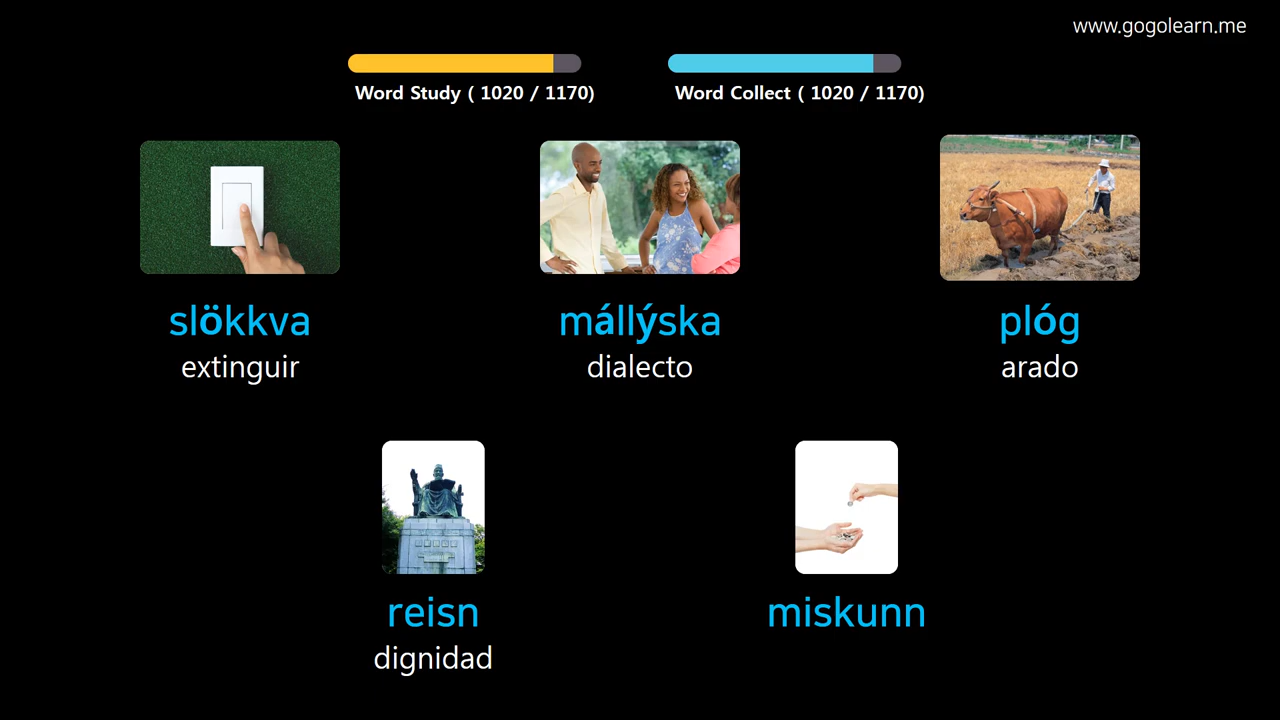 www.gogolearn.me
Word Study ( 1020 / 1170)
Word Collect ( 1020 / 1170)
slökkva
extinguir
mállýska
dialecto
plóg
arado
reisn
dignidad
miskunn